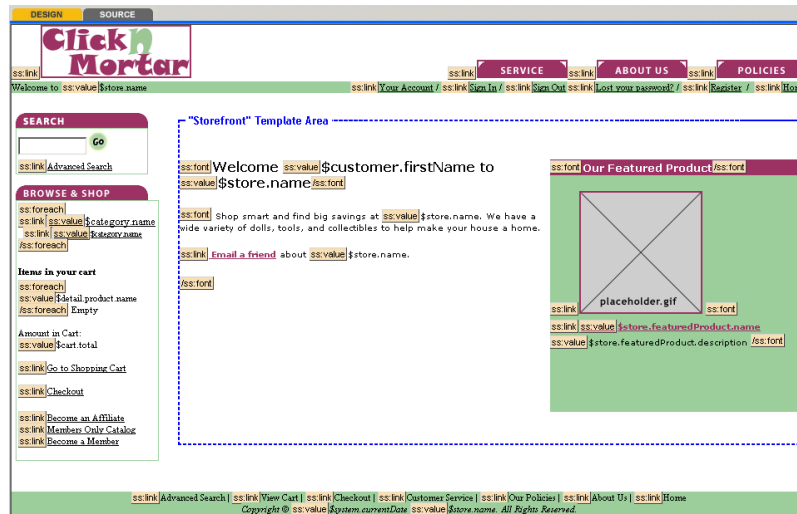 DESIGN SOURCE
Click n
Mortar
ss:link ss:link SERVICE ss:link ABOUT US ss:link POLICIES
Welcome to ss:value $store.name ss:link Your Account / ss:link Sign In / ss:link Sign Out ss:link Lost your password? / ss:link Register / ss:link
SEARCH
Go
ss:link Advanced Search
BROWSE & SHOP
ss:foreach
ss:link ss:value $category.name
ss:link ss:value $category.name
/ss:foreach
Items in your cart
ss:foreach
ss:value $detail.product.name
/ss:foreach Empty
Amount in Cart:
ss:value $cart.total
ss:link Go to Shopping Cart
ss:link Checkout
ss:link Become an Affiliate
ss:link Members Only Catalog
ss:link Become a Member
"Storefront" Template Area
ss:font Welcome ss:value $customer.firstName to
ss:value $store.name /ss:font
ss:font Shop smart and find big savings at ss:value $store.name. We have a
wide variety of dolls, tools, and collectibles to help make your house a home.
ss:link Email a friend about ss:value $store.name.
/ss:font
ss:font Our Featured Product /ss:font
placeholder.gif
ss:link ss:font
ss:link ss:value $store.featuredProduct.name
ss:value $store.featuredProduct.description /ss:font
ss:link Advanced Search | ss:link View Cart | ss:link Checkout | ss:link Customer Service | ss:link Our Policies | ss:link About Us | ss:link Home
Copyright © ss:value $system.currentDate ss:value $store.name. All Rights Reserved.